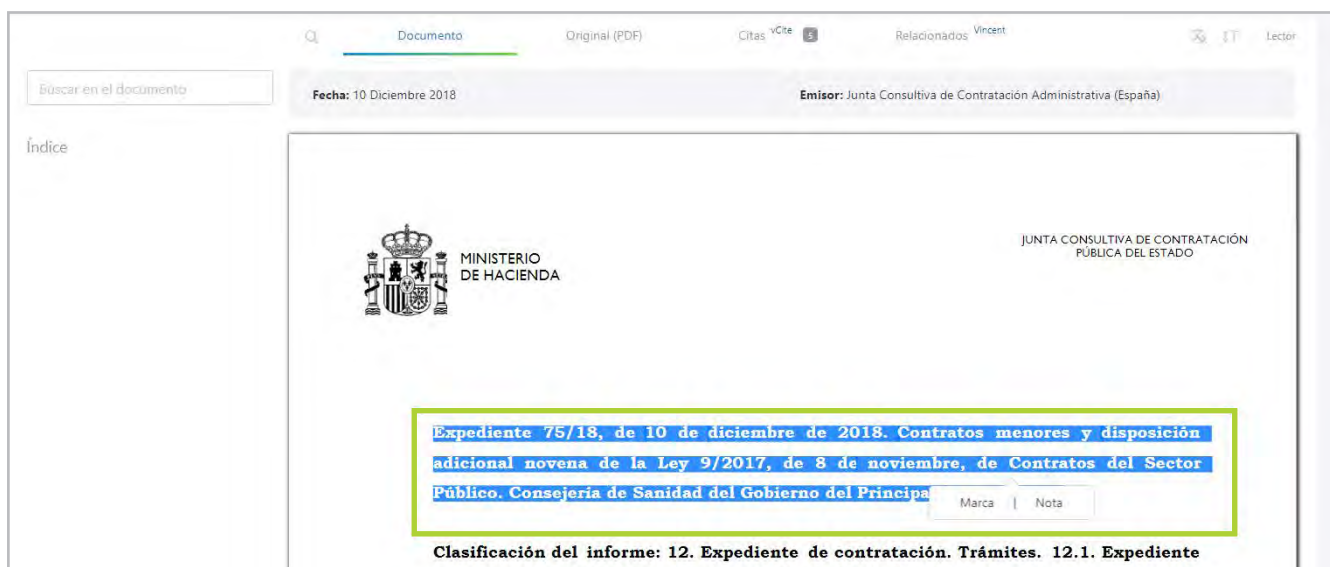 Documento Original (PDF) Citas vCite 5 Relacionados Vincent Lector
Buscar en el documento
Fecha: 10 Diciembre 2018 Emisor: Junta Consultiva de Contratación Administrativa (España)
Índice
MINISTERIO
DE HACIENDA
JUNTA CONSULTIVA DE CONTRATACIÓN
PÚBLICA DEL ESTADO
Expediente 75/18, de 10 de diciembre de 2018. Contratos menores y disposición
adicional novena de la Ley 9/2017, de 8 de noviembre, de Contratos del Sector
Público. Consejería de Sanidad del Gobierno del
Marca | Nota
Clasificación del informe: 12. Expediente de contratación. Trámites. 12.1. Expediente